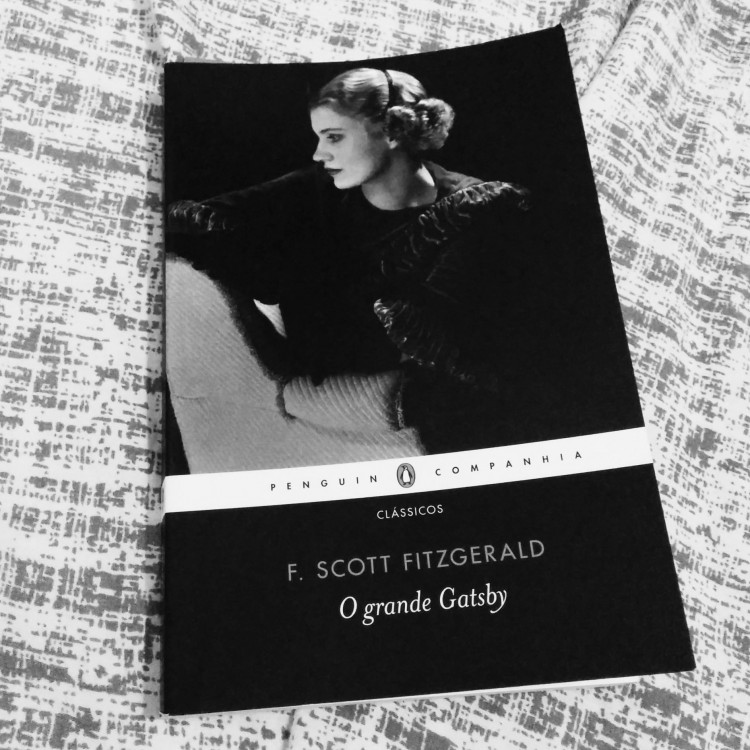 PENGUIN COMPANHIA
CLÁSSICOS
F. SCOTT FITZGERALD
O grande Gatsby